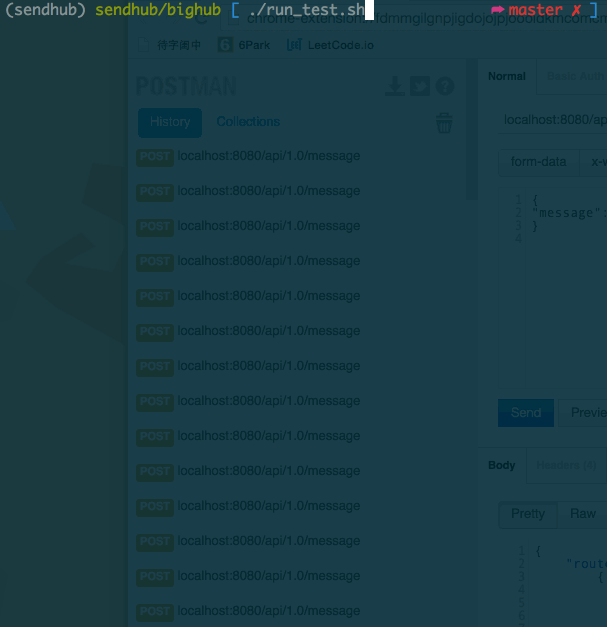 (sendhub) sendhub/bighub [ ./run_test.sh ➦ master ✗ ]
待字闺中 6Park LeetCode.io
POSTMAN
History Collections
POST localhost:8080/api/1.0/message
POST localhost:8080/api/1.0/message
POST localhost:8080/api/1.0/message
POST localhost:8080/api/1.0/message
POST localhost:8080/api/1.0/message
POST localhost:8080/api/1.0/message
POST localhost:8080/api/1.0/message
POST localhost:8080/api/1.0/message
POST localhost:8080/api/1.0/message
POST localhost:8080/api/1.0/message
POST localhost:8080/api/1.0/message
POST localhost:8080/api/1.0/message
POST localhost:8080/api/1.0/message
POST localhost:8080/api/1.0/message
Normal Basic Auth
localhost:8080/ap
form-data x-w
1 {
2 "message":
3 }
4
Send Previe
Body Headers (4)
Pretty Raw
1 {
2 "route
3 {
4
5
6